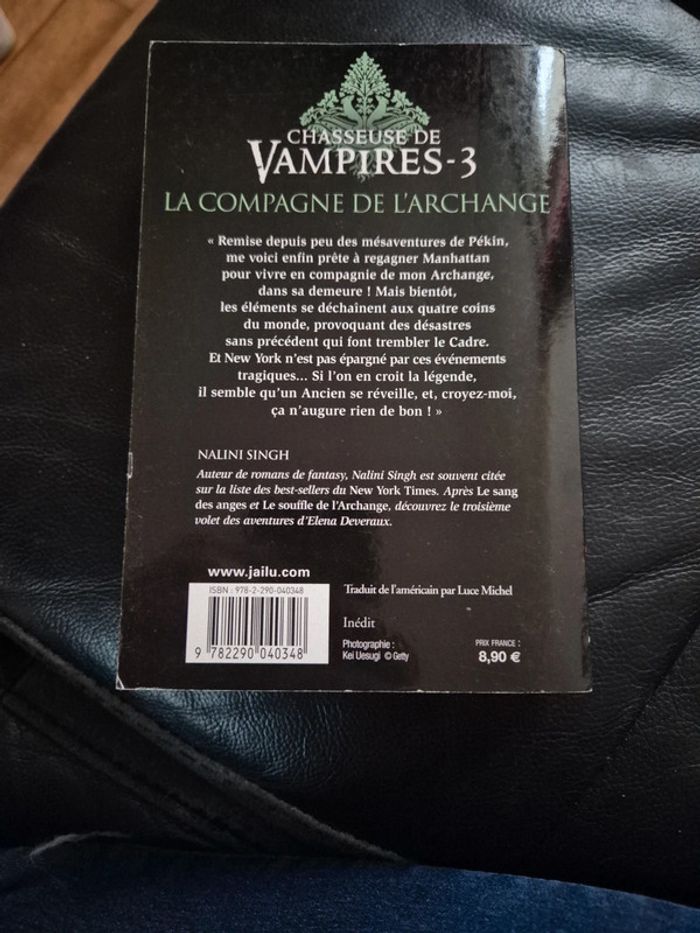 CHASSEUSE DE
VAMPIRES-3
LA COMPAGNE DE L'ARCHANGE
« Remise depuis peu des mésaventures de Pékin,
me voici enfin prête à regagner Manhattan
pour vivre en compagnie de mon Archange,
dans sa demeure ! Mais bientôt,
les éléments se déchaînent aux quatre coins
du monde, provoquant des désastres
sans précédent qui font trembler le Cadre.
Et New York n'est pas épargné par ces événements
tragiques... Si l'on en croit la légende,
il semble qu'un Ancien se réveille, et, croyez-moi,
ça n'augure rien de bon ! »
NALINI SINGH
Auteur de romans de fantasy, Nalini Singh est souvent citée
sur la liste des best-sellers du New York Times. Après Le sang
des anges et Le souffle de l'Archange, découvrez le troisième
volet des aventures d'Elena Deveraux.
www.jailu.com
ISBN : 978-2-290-040348
9 782290 040348
Traduit de l'américain par Luce Michel
Inédit
Photographie :
Kei Uesugi © Getty
PRIX FRANCE :
8,90 €